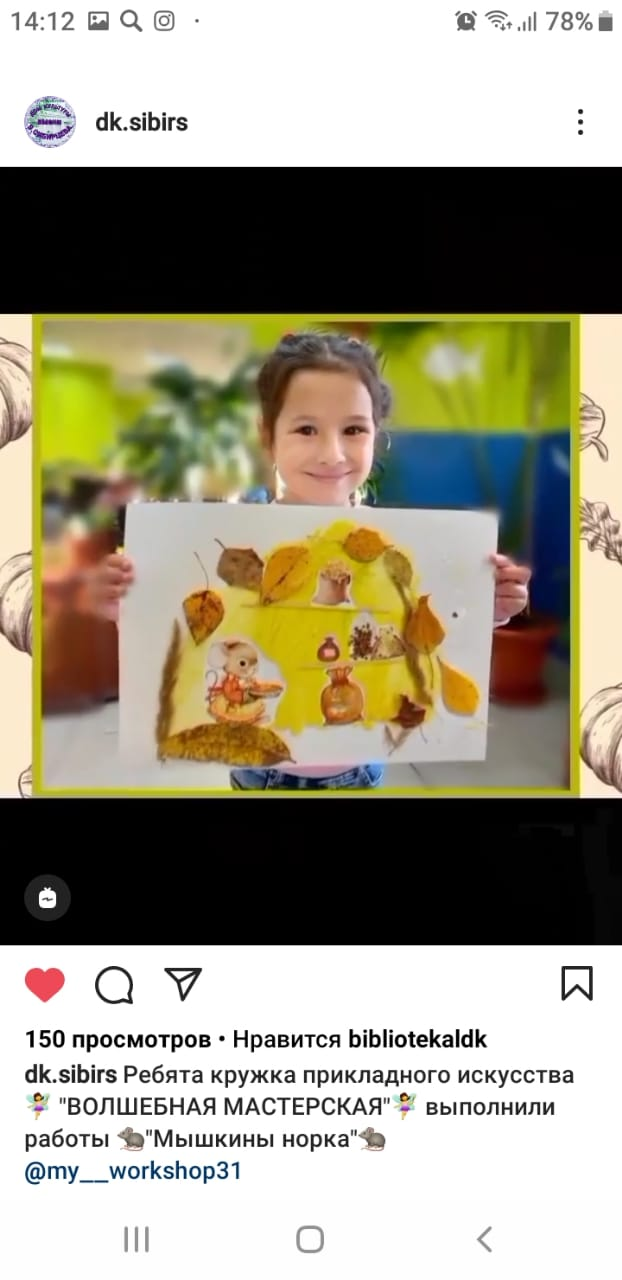 14:12
78%
dk.sibirs
150 просмотров • Нравится bibliotekaldk
dk.sibirs Ребята кружка прикладного искусства
🧚‍♀️ "ВОЛШЕБНАЯ МАСТЕРСКАЯ"🧚‍♀️ выполнили
работы 🐀"Мышкины норка"🐀
@my__workshop31